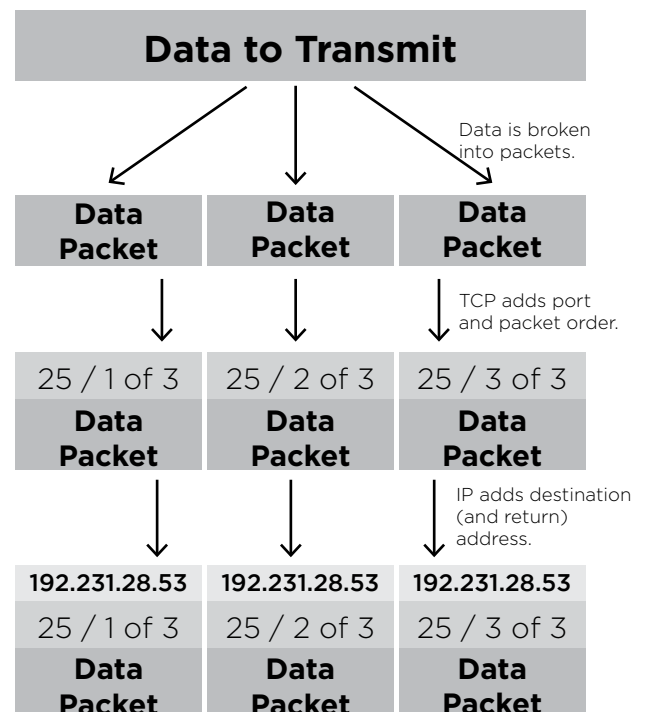 Data to Transmit
Data is broken
into packets.
Data
Packet
Data
Packet
Data
Packet
TCP adds port
and packet order.
25 / 1 of 3
25 / 2 of 3
25 / 3 of 3
Data
Packet
Data
Packet
Data
Packet
IP adds destination
(and return)
address.
192.231.28.53
192.231.28.53
192.231.28.53
25 / 1 of 3
25 / 2 of 3
25 / 3 of 3
Data
Packet
Data
Packet
Data
Packet